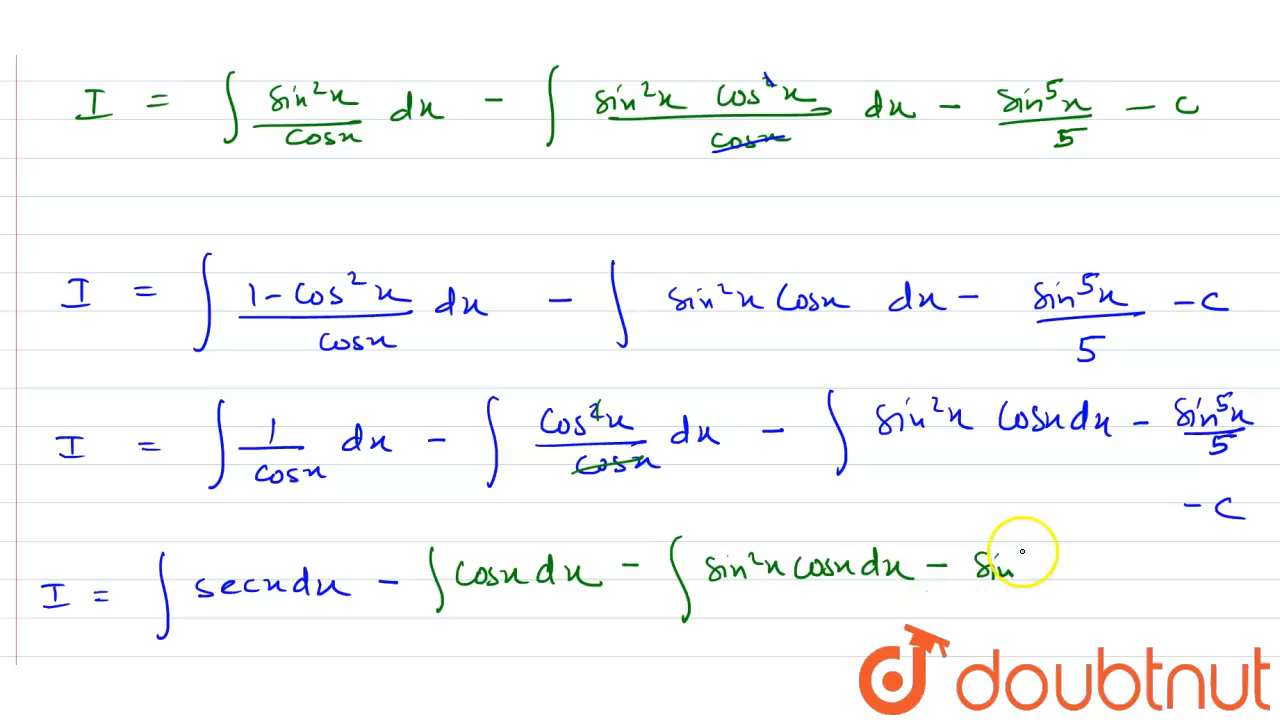 I = ∫ sin²x / cosx dx - ∫ sin²x cos²x / cosx dx - sin⁵x / 5 - c
I = ∫ 1-cos²x / cosx dx - ∫ sin²x cosx dx - sin⁵x / 5 - c
I = ∫ 1 / cosx dx - ∫ cos²x / cosx dx - ∫ sin²x cosx dx - sin⁵x / 5
- c
I = ∫ secx dx - ∫ cosx dx - ∫ sin²x cosx dx - sin
doubtnut